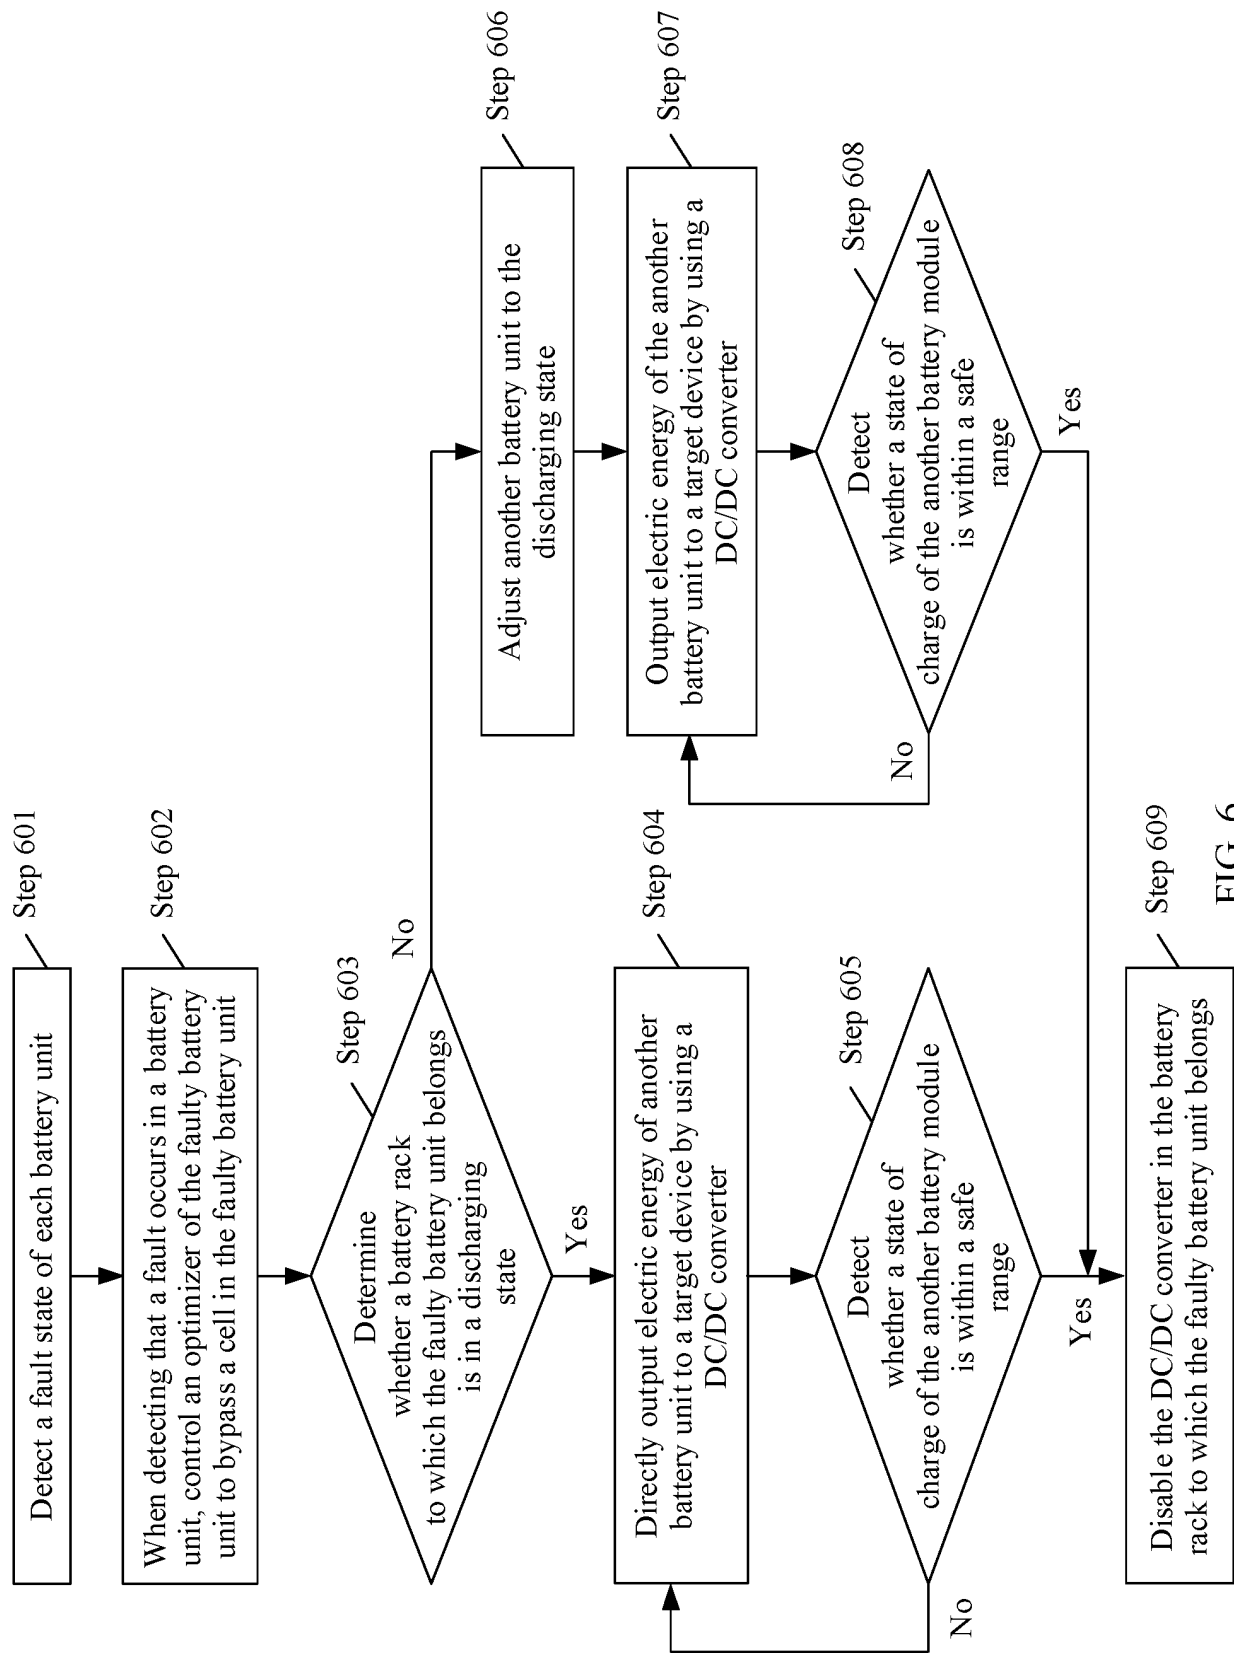 Step 601
Detect a fault state of each battery unit
Step 602
When detecting that a fault occurs in a battery
unit, control an optimizer of the faulty battery
unit to bypass a cell in the faulty battery unit
Step 603
Determine
whether a battery rack
to which the faulty battery unit belongs
is in a discharging
state
No
Yes
Step 604
Directly output electric energy of another
battery unit to a target device by using a
DC/DC converter
Step 605
Detect
whether a state of
charge of the another battery module
is within a safe
range
No
Yes
Step 606
Adjust another battery unit to the
discharging state
Step 607
Output electric energy of the another
battery unit to a target device by using a
DC/DC converter
Step 608
Detect
whether a state of
charge of the another battery module
is within a safe
range
No
Yes
Step 609
Disable the DC/DC converter in the battery
rack to which the faulty battery unit belongs
FIG. 6